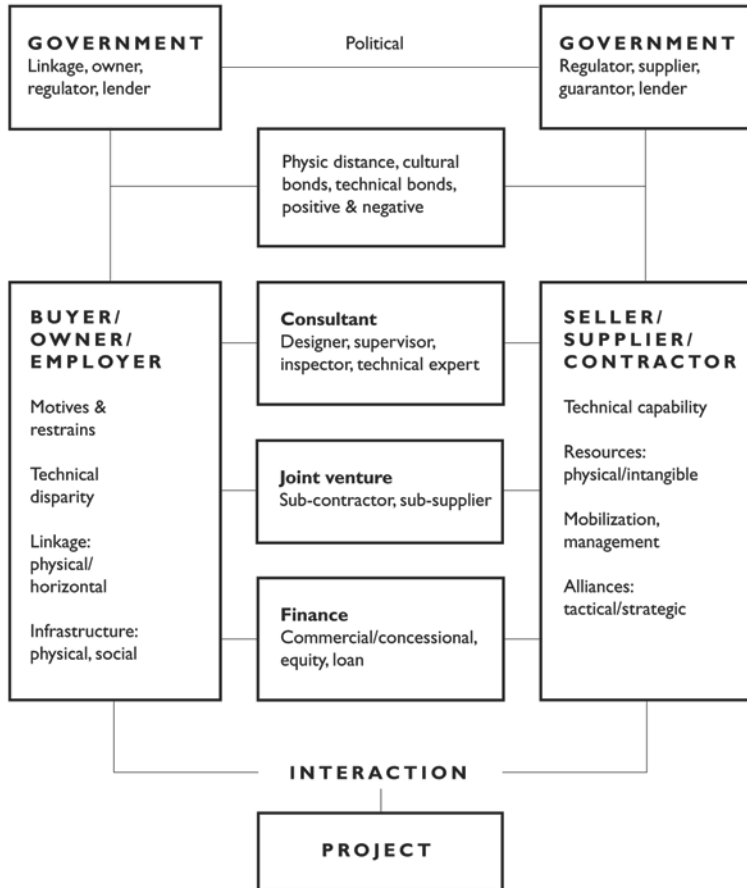 GOVERNMENT
Linkage, owner,
regulator, lender
Political
GOVERNMENT
Regulator, supplier,
guarantor, lender
Physic distance, cultural
bonds, technical bonds,
positive & negative
BUYER/
OWNER/
EMPLOYER
Motives &
restrains
Technical
disparity
Linkage:
physical/
horizontal
Infrastructure:
physical, social
Consultant
Designer, supervisor,
inspector, technical expert
Joint venture
Sub-contractor, sub-supplier
Finance
Commercial/concessional,
equity, loan
SELLER/
SUPPLIER/
CONTRACTOR
Technical capability
Resources:
physical/intangible
Mobilization,
management
Alliances:
tactical/strategic
INTERACTION
PROJECT